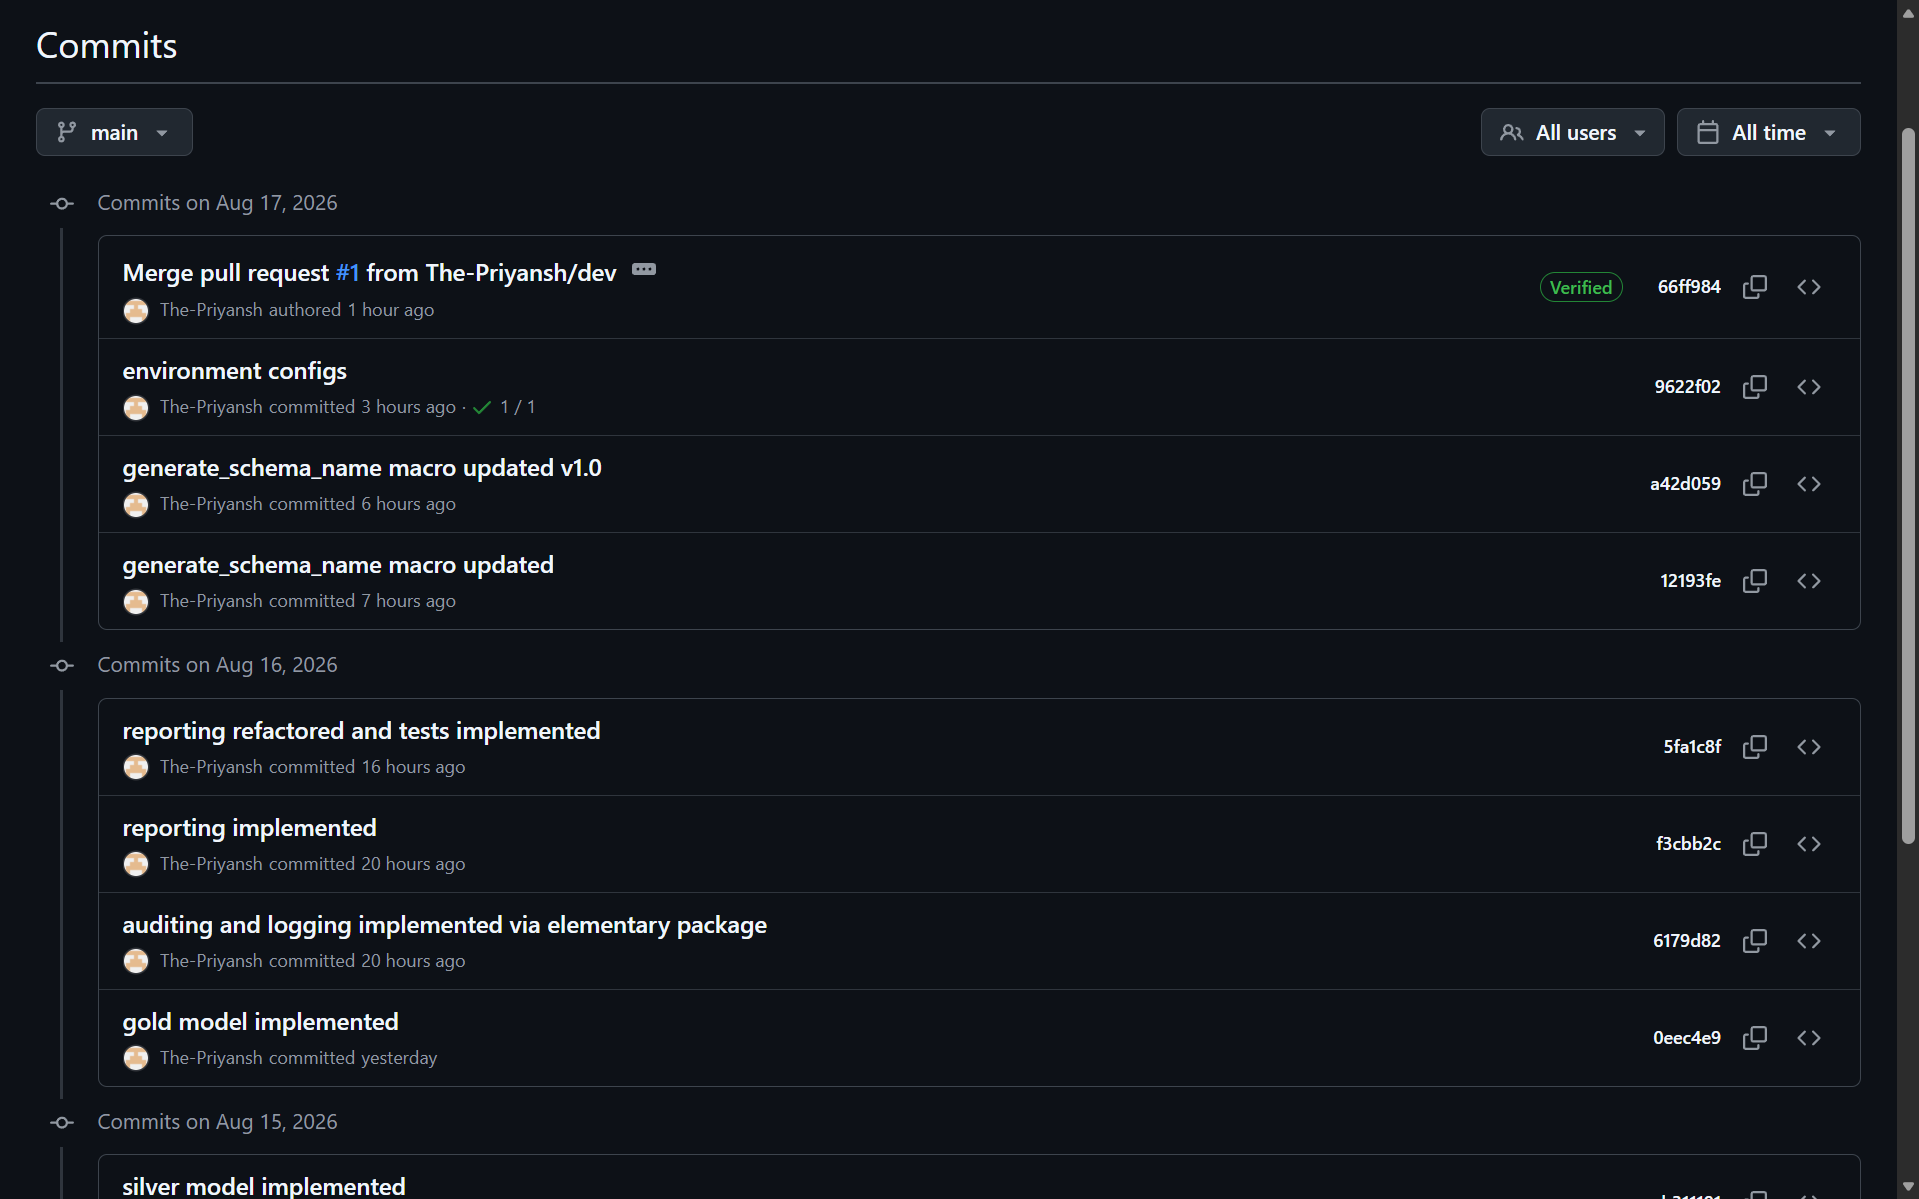 Commits
main
All users
All time
Commits on Aug 17, 2026
Merge pull request #1 from The-Priyansh/dev
The-Priyansh authored 1 hour ago
Verified
66ff984
environment configs
The-Priyansh committed 3 hours ago · 1 / 1
9622f02
generate_schema_name macro updated v1.0
The-Priyansh committed 6 hours ago
a42d059
generate_schema_name macro updated
The-Priyansh committed 7 hours ago
12193fe
Commits on Aug 16, 2026
reporting refactored and tests implemented
The-Priyansh committed 16 hours ago
5fa1c8f
reporting implemented
The-Priyansh committed 20 hours ago
f3cbb2c
auditing and logging implemented via elementary package
The-Priyansh committed 20 hours ago
6179d82
gold model implemented
The-Priyansh committed yesterday
0eec4e9
Commits on Aug 15, 2026
silver model implemented